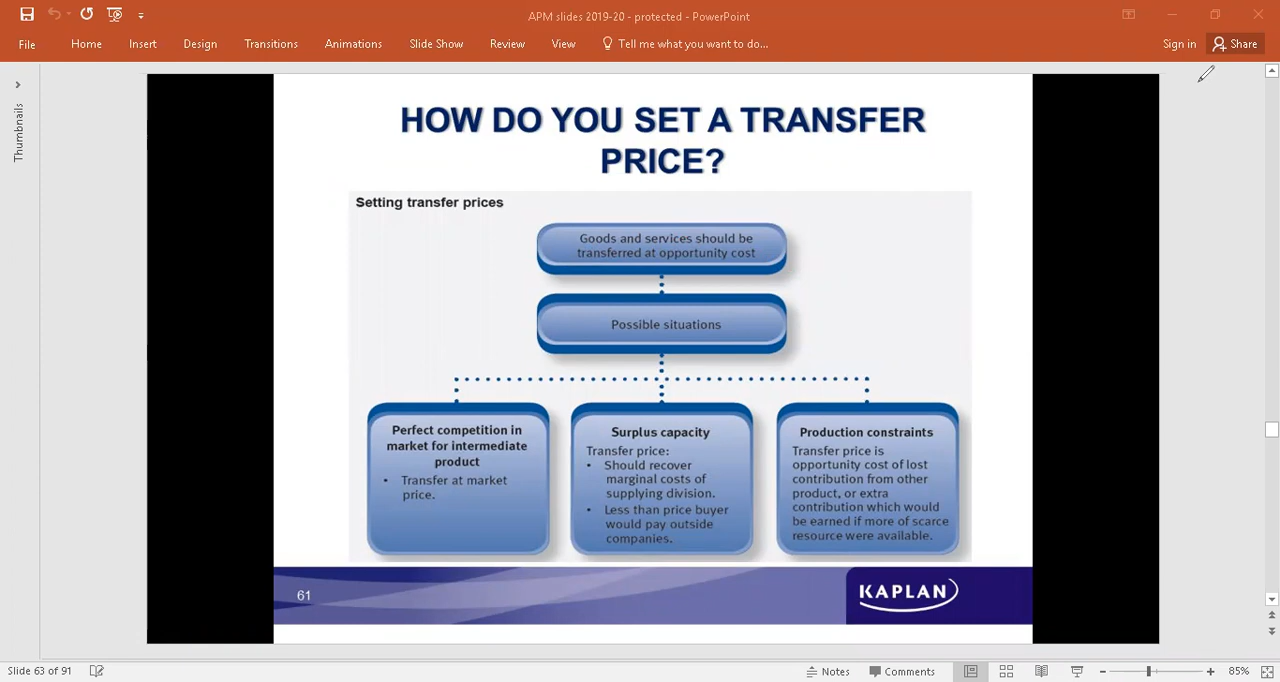 APM slides 2019-20 - protected - PowerPoint
File Home Insert Design Transitions Animations Slide Show Review View Tell me what you want to do... Sign in Share
Thumbnails
HOW DO YOU SET A TRANSFER
PRICE?
Setting transfer prices
Goods and services should be
transferred at opportunity cost
Possible situations
Perfect competition in
market for intermediate
product
• Transfer at market
price.
Surplus capacity
Transfer price:
• Should recover
marginal costs of
supplying division.
• Less than price buyer
would pay outside
companies.
Production constraints
Transfer price is
opportunity cost of lost
contribution from other
product, or extra
contribution which would
be earned if more of scarce
resource were available.
61
KAPLAN
Slide 63 of 91 Notes Comments 85%